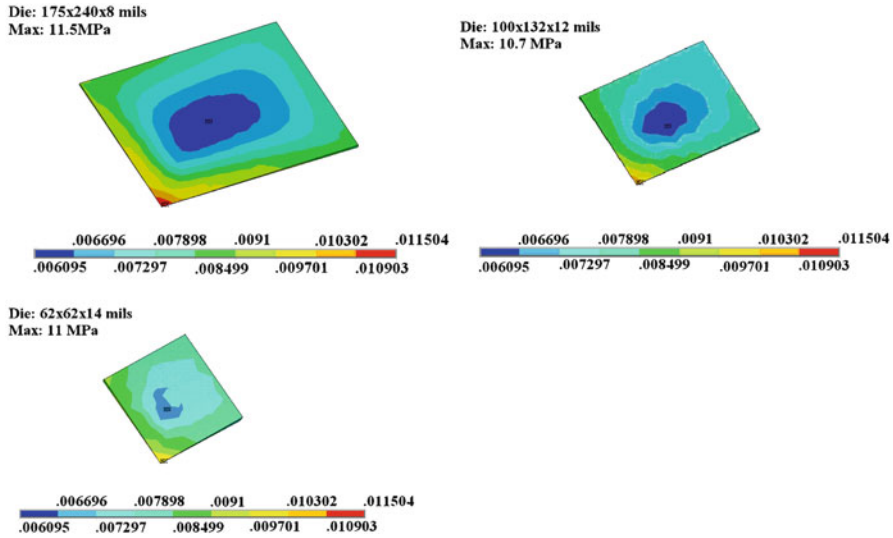 Die: 175x240x8 mils
Max: 11.5MPa
.006696 .007898 .0091 .010302 .011504
.006095 .007297 .008499 .009701 .010903
Die: 100x132x12 mils
Max: 10.7 MPa
.006696 .007898 .0091 .010302 .011504
.006095 .007297 .008499 .009701 .010903
Die: 62x62x14 mils
Max: 11 MPa
.006696 .007898 .0091 .010302 .011504
.006095 .007297 .008499 .009701 .010903